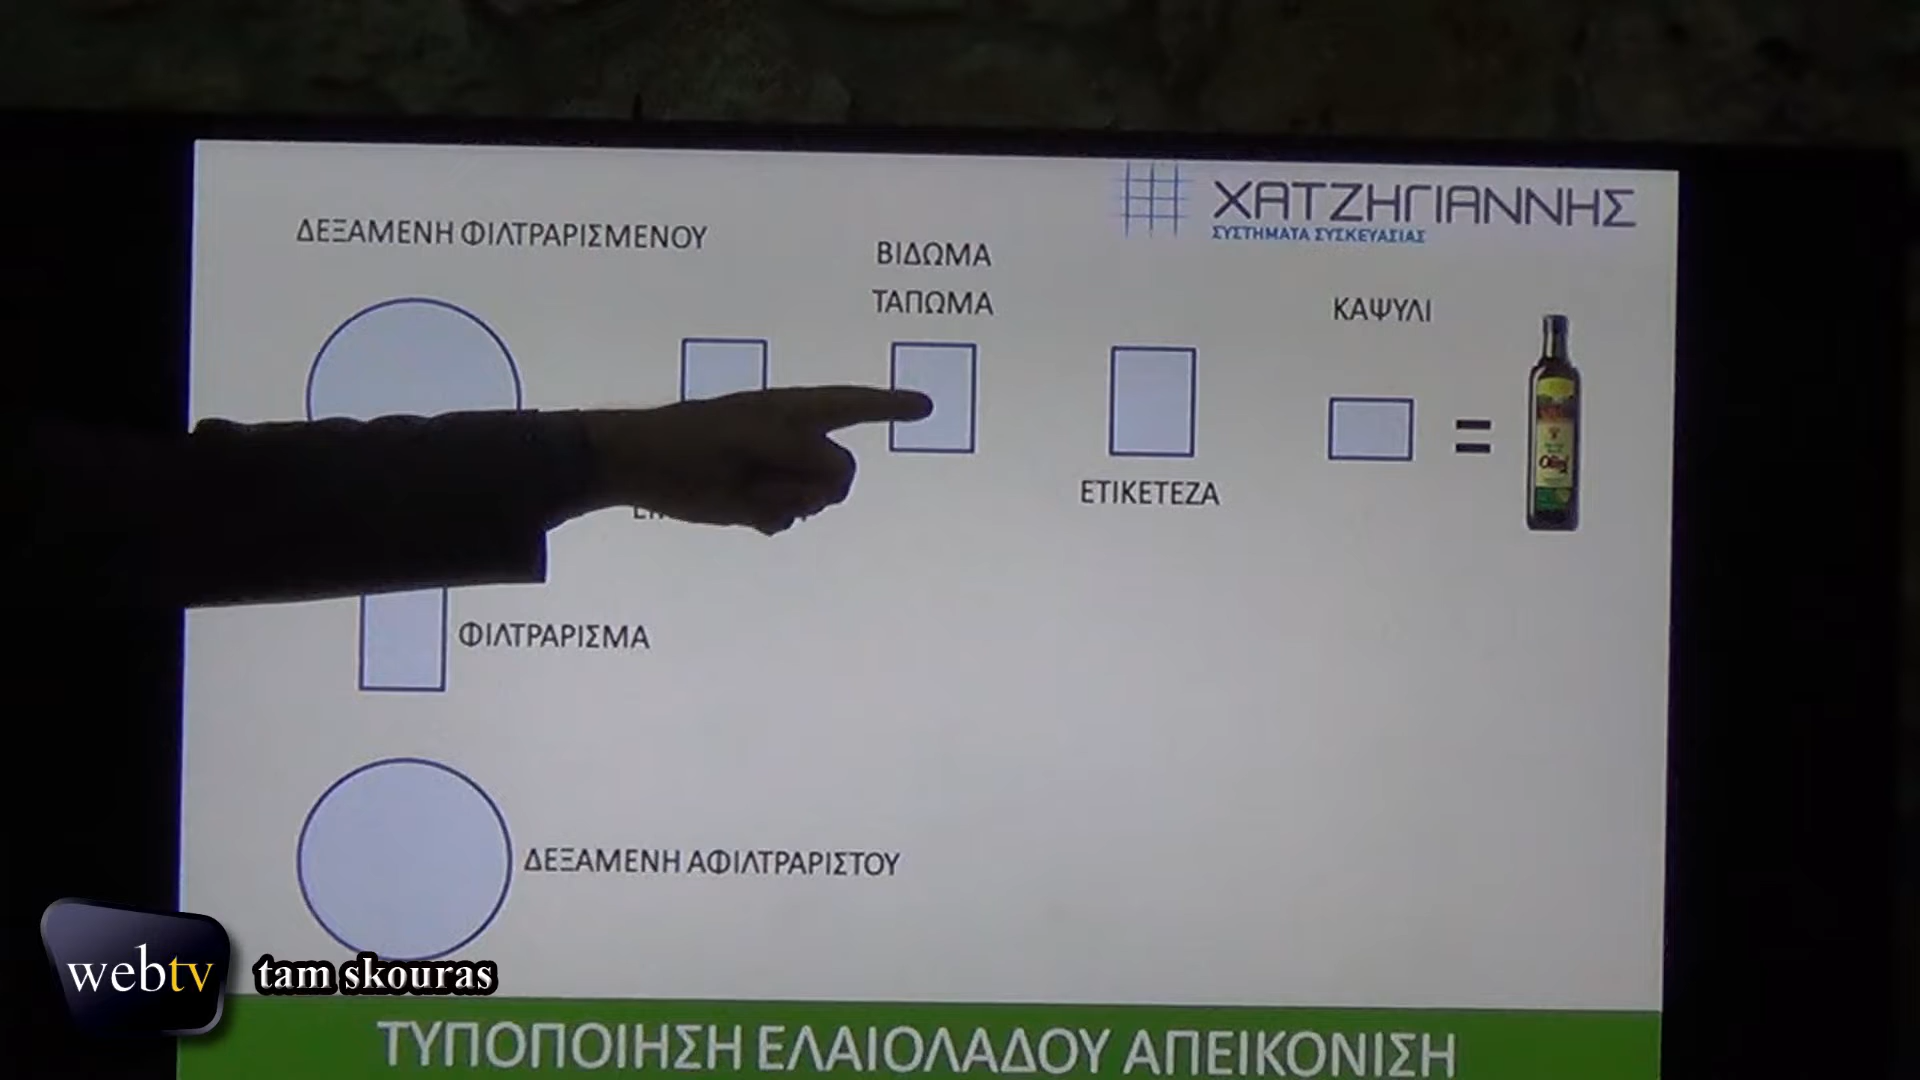 ΧΑΤΖΗΓΙΑΝΝΗΣ
ΣΥΣΤΗΜΑΤΑ ΣΥΣΚΕΥΑΣΙΑΣ
ΔΕΞΑΜΕΝΗ ΦΙΛΤΡΑΡΙΣΜΕΝΟΥ
ΒΙΔΩΜΑ
ΤΑΠΩΜΑ
ΚΑΨΥΛΙ
=
ΕΤΙΚΕΤΕΖΑ
ΦΙΛΤΡΑΡΙΣΜΑ
ΔΕΞΑΜΕΝΗ ΑΦΙΛΤΡΑΡΙΣΤΟΥ
webtv tam skouras
ΤΥΠΟΠΟΙΗΣΗ ΕΛΑΙΟΛΑΔΟΥ ΑΠΕΙΚΟΝΙΣΗ